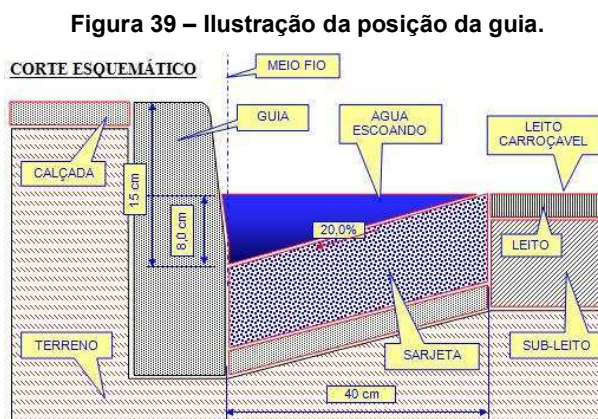 Figura 39 – Ilustração da posição da guia.
CORTE ESQUEMÁTICO
MEIO FIO
GUIA
AGUA
ESCOANDO
LEITO
CARROÇAVEL
CALÇADA
15 cm
8,0 cm
20,0%
LEITO
TERRENO
SARJETA
SUB-LEITO
40 cm